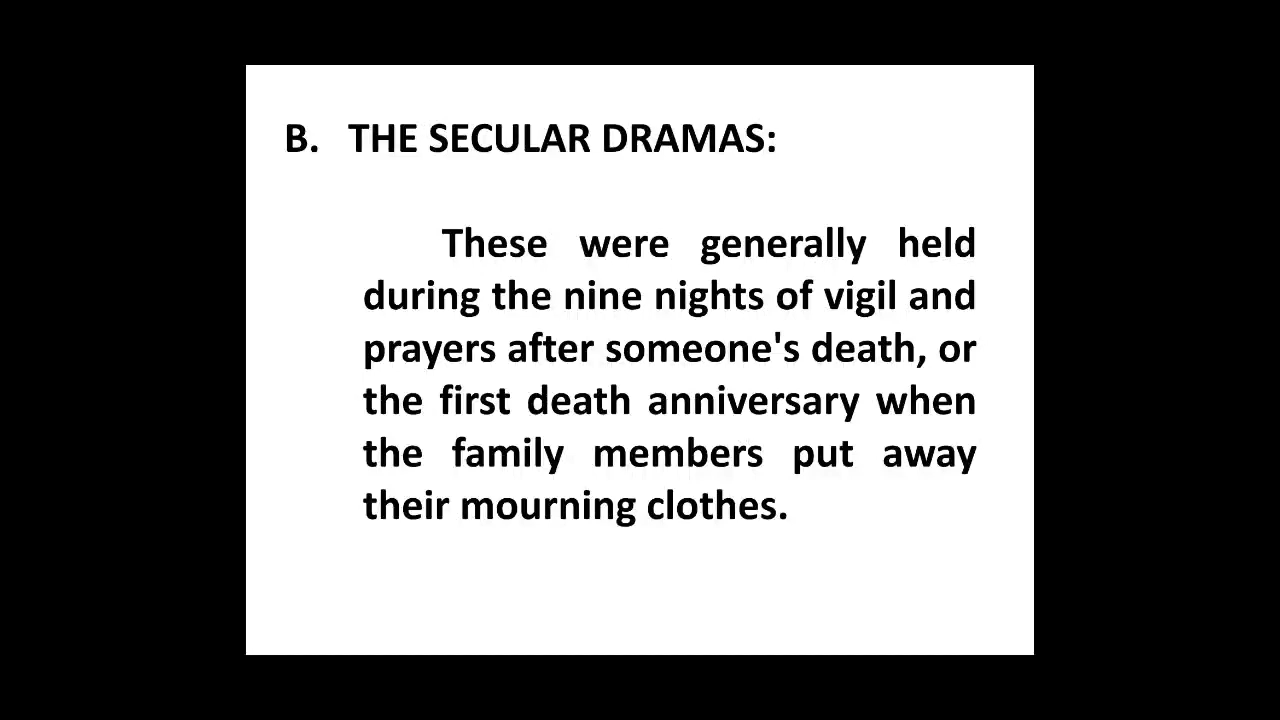 B. THE SECULAR DRAMAS:
These were generally held
during the nine nights of vigil and
prayers after someone's death, or
the first death anniversary when
the family members put away
their mourning clothes.